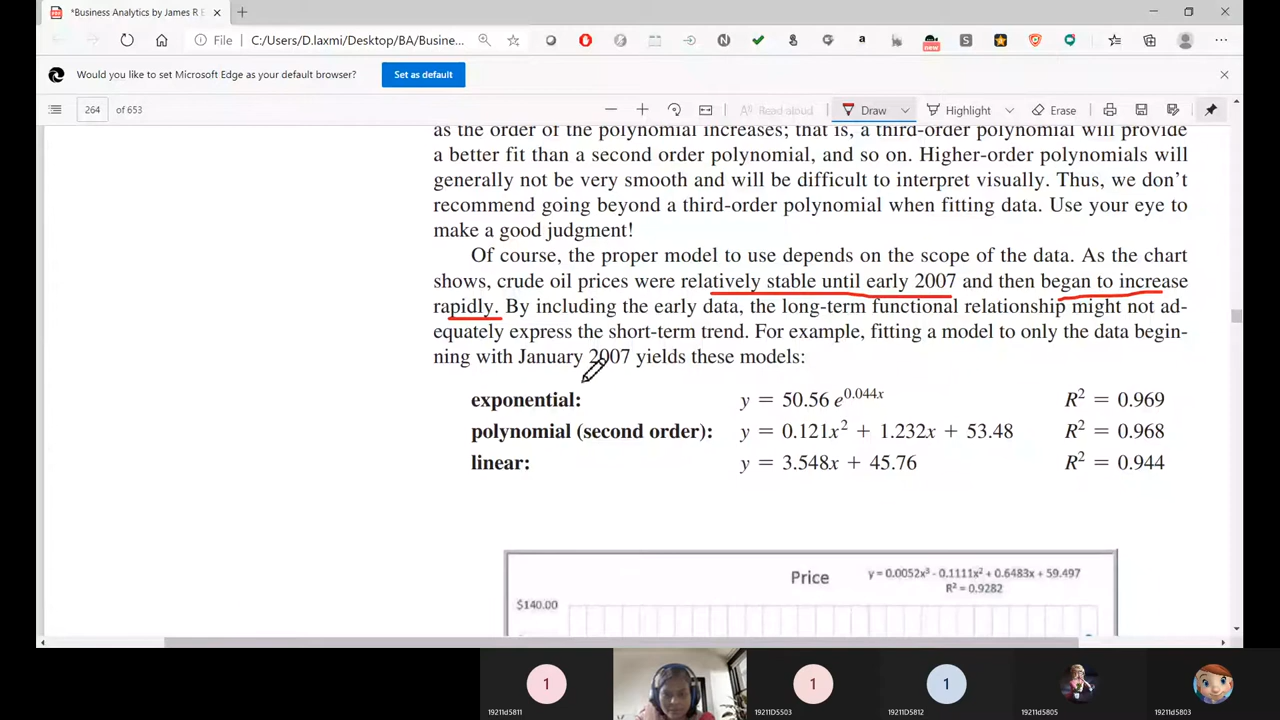 *Business Analytics by James R E
File
C:/Users/D.laxmi/Desktop/BA/Busine...
new
Would you like to set Microsoft Edge as your default browser?
Set as default
264 of 653
Read aloud
Draw
Highlight
Erase
as the order of the polynomial increases; that is, a third-order polynomial will provide
a better fit than a second order polynomial, and so on. Higher-order polynomials will
generally not be very smooth and will be difficult to interpret visually. Thus, we don't
recommend going beyond a third-order polynomial when fitting data. Use your eye to
make a good judgment!
Of course, the proper model to use depends on the scope of the data. As the chart
shows, crude oil prices were relatively stable until early 2007 and then began to increase
rapidly. By including the early data, the long-term functional relationship might not ad-
equately express the short-term trend. For example, fitting a model to only the data begin-
ning with January 2007 yields these models:
exponential: y = 50.56 e^0.044x R² = 0.969
polynomial (second order): y = 0.121x² + 1.232x + 53.48 R² = 0.968
linear: y = 3.548x + 45.76 R² = 0.944
Price
y = 0.0052x³ - 0.1111x² + 0.6483x + 59.497
R² = 0.9282
$140.00
1 1 1 1
19211d5811 19211D5503 19211D5812 19211d5805 19211d5803